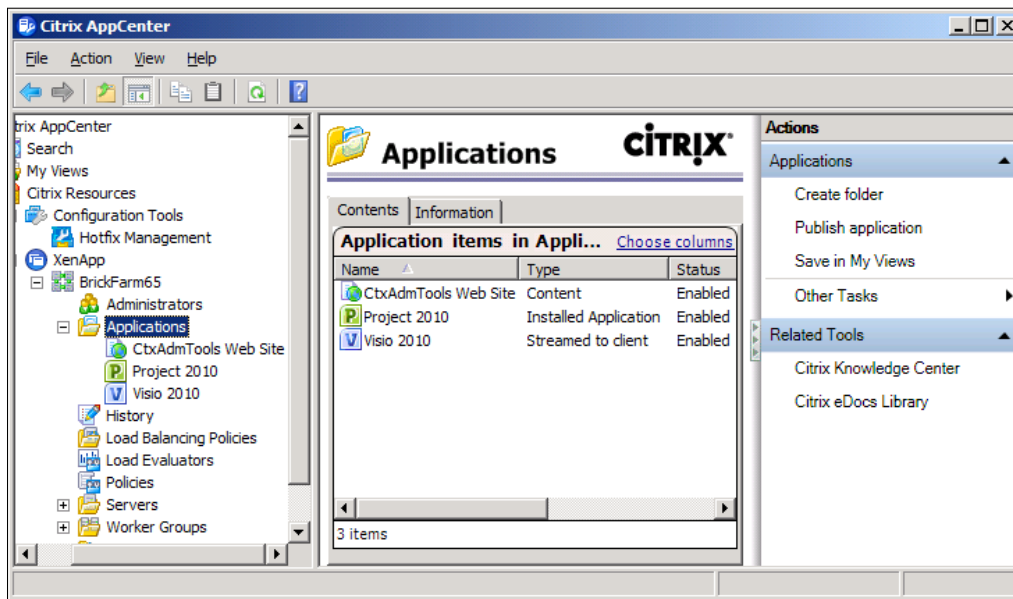 Citrix AppCenter
File Action View Help
trix AppCenter
Search
My Views
Citrix Resources
Configuration Tools
Hotfix Management
XenApp
BrickFarm65
Administrators
Applications
CtxAdmTools Web Site
Project 2010
Visio 2010
History
Load Balancing Policies
Load Evaluators
Policies
Servers
Worker Groups
Applications
CİTRIX
Contents Information
Application items in Appli... Choose columns
Name Type Status
CtxAdmTools Web Site Content Enabled
Project 2010 Installed Application Enabled
Visio 2010 Streamed to client Enabled
3 items
Actions
Applications
Create folder
Publish application
Save in My Views
Other Tasks
Related Tools
Citrix Knowledge Center
Citrix eDocs Library